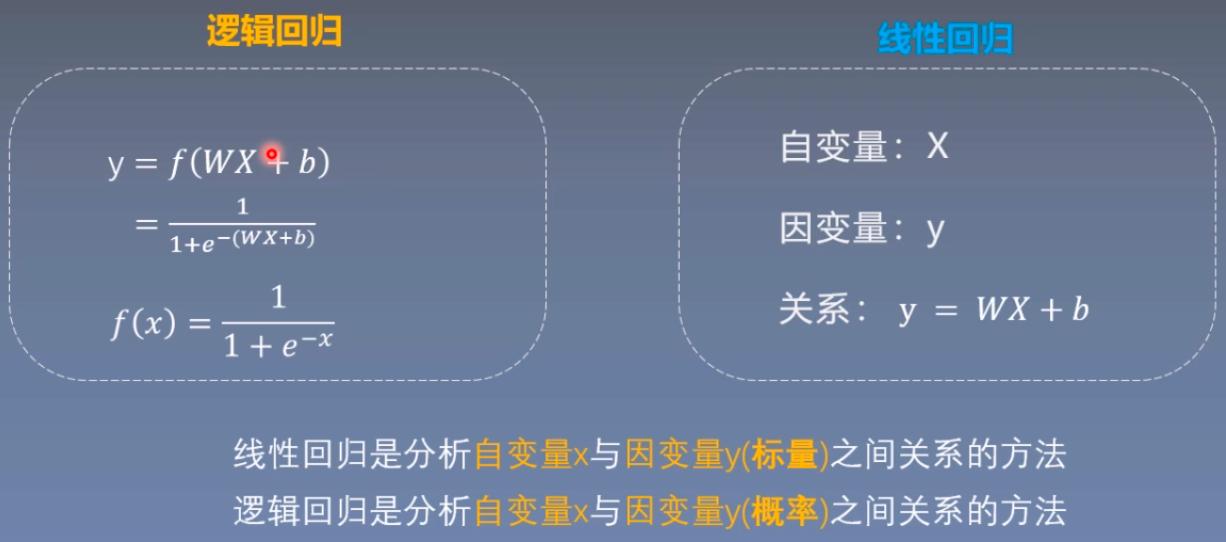 逻辑回归
y = f(WX + b)
= 1/(1+e^−(WX+b))
f(x) = 1/(1 + e^−x)
线性回归
自变量：X
因变量：y
关系： y = WX + b
线性回归是分析自变量x与因变量y(标量)之间关系的方法
逻辑回归是分析自变量x与因变量y(概率)之间关系的方法